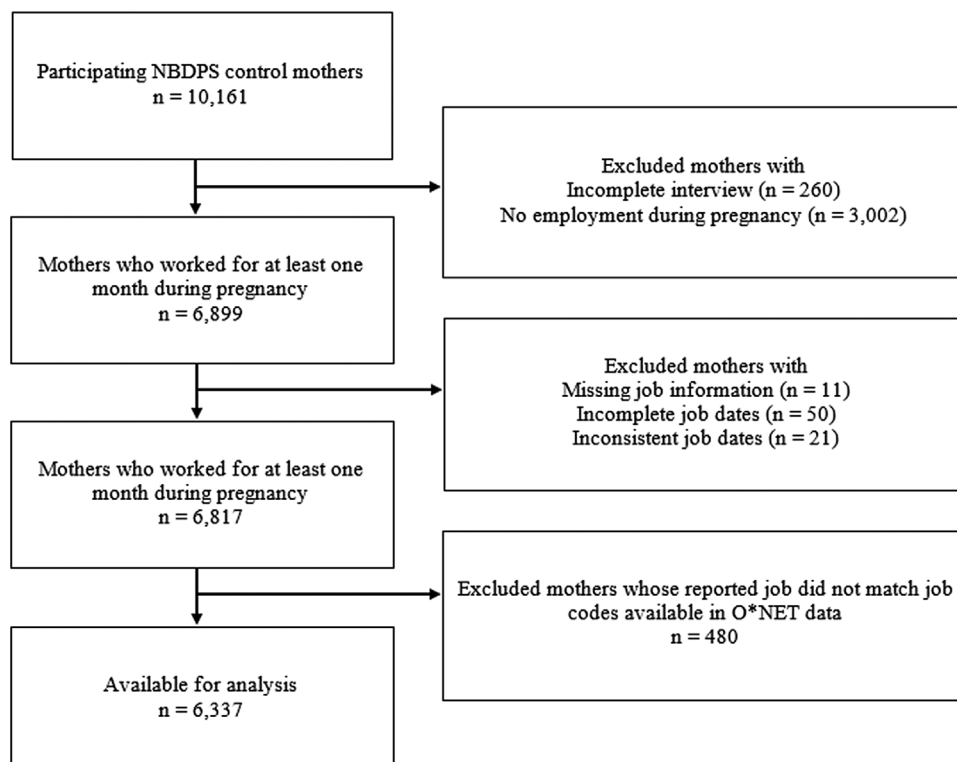 Participating NBDPS control mothers
n = 10,161
Excluded mothers with
Incomplete interview (n = 260)
No employment during pregnancy (n = 3,002)
Mothers who worked for at least one
month during pregnancy
n = 6,899
Excluded mothers with
Missing job information (n = 11)
Incomplete job dates (n = 50)
Inconsistent job dates (n = 21)
Mothers who worked for at least one
month during pregnancy
n = 6,817
Excluded mothers whose reported job did not match job
codes available in O*NET data
n = 480
Available for analysis
n = 6,337